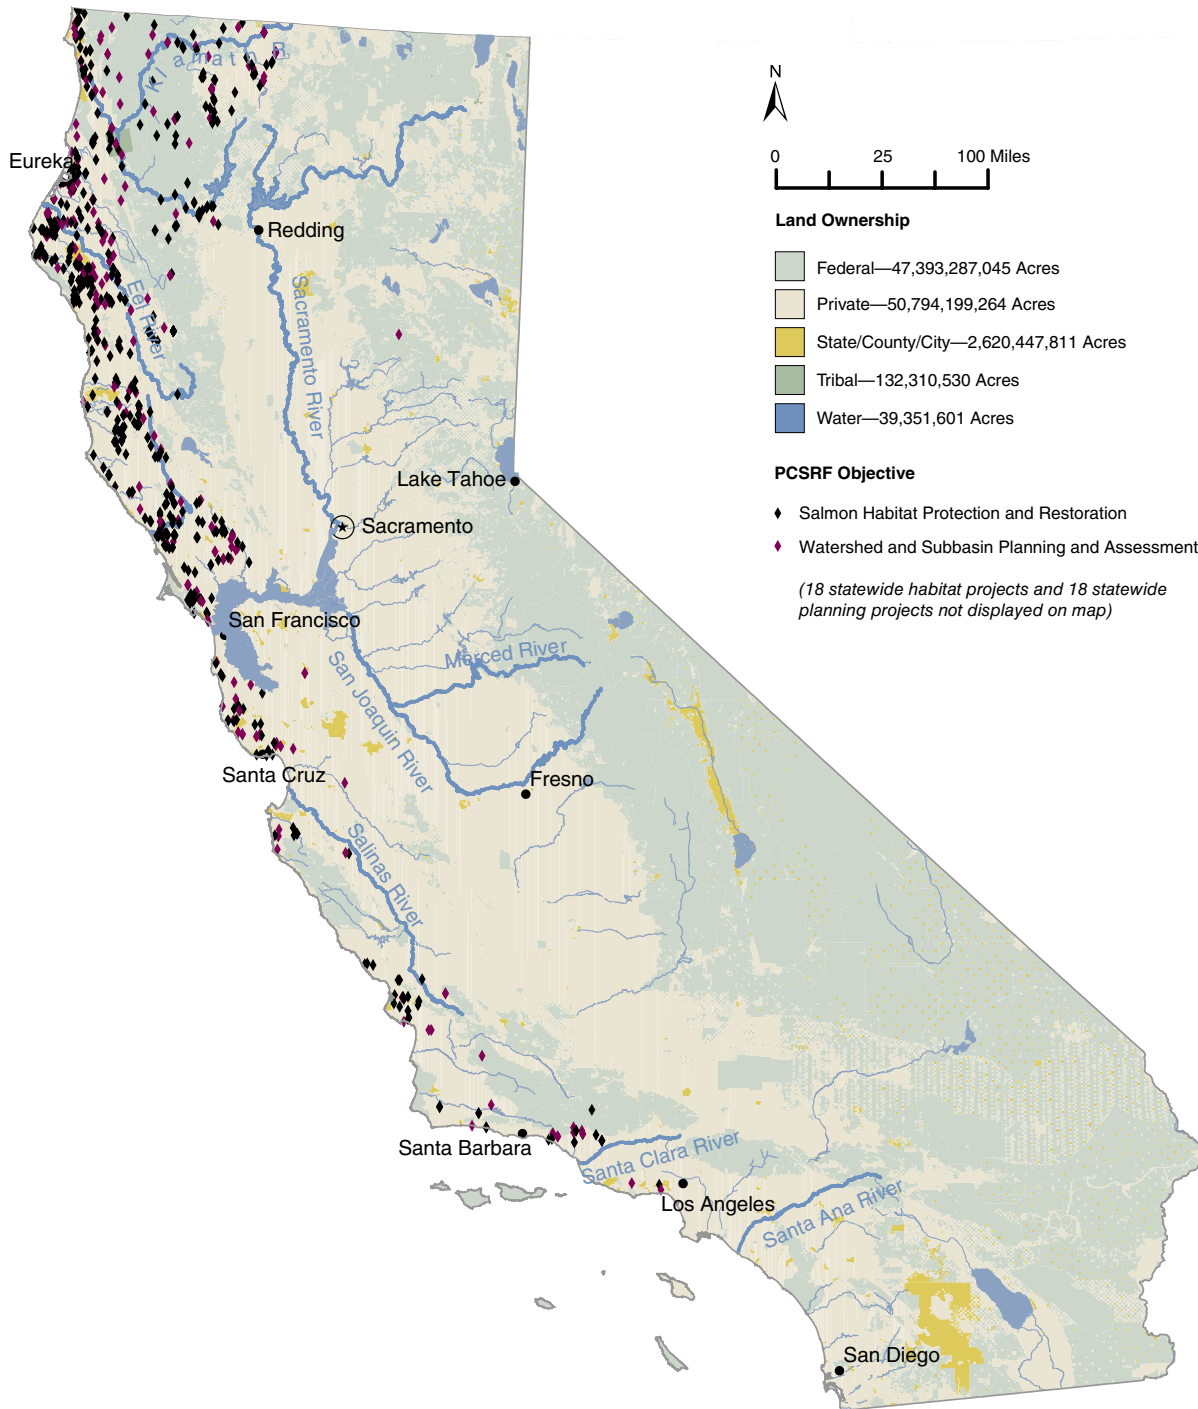 N
0 25 100 Miles
Land Ownership
Federal—47,393,287,045 Acres
Private—50,794,199,264 Acres
State/County/City—2,620,447,811 Acres
Tribal—132,310,530 Acres
Water—39,351,601 Acres
PCSRF Objective
Salmon Habitat Protection and Restoration
Watershed and Subbasin Planning and Assessment
(18 statewide habitat projects and 18 statewide
planning projects not displayed on map)
Klamath R
Eureka
Redding
Sacramento River
Eel River
Lake Tahoe
Sacramento
San Francisco
Merced River
San Joaquin River
Santa Cruz
Fresno
Salinas River
Santa Barbara
Santa Clara River
Los Angeles
Santa Ana River
San Diego